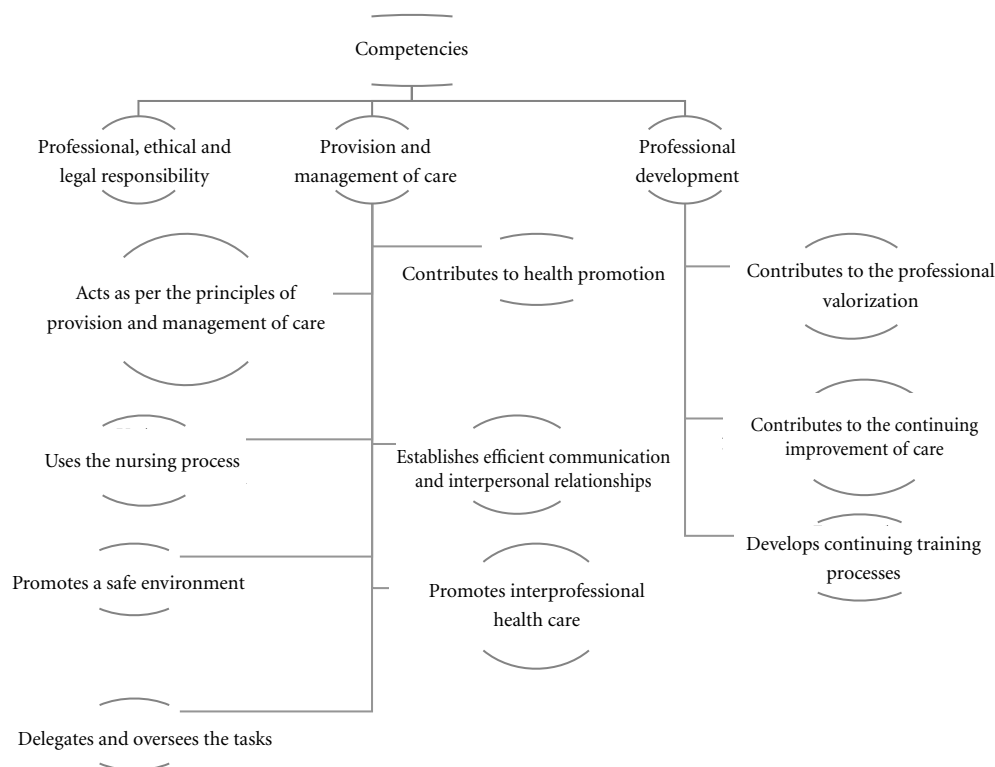 Competencies
Professional, ethical and
legal responsibility
Provision and
management of care
Professional
development
Acts as per the principles of
provision and management of care
Contributes to health promotion
Contributes to the professional
valorization
Uses the nursing process
Establishes efficient communication
and interpersonal relationships
Contributes to the continuing
improvement of care
Promotes a safe environment
Promotes interprofessional
health care
Develops continuing training
processes
Delegates and oversees the tasks